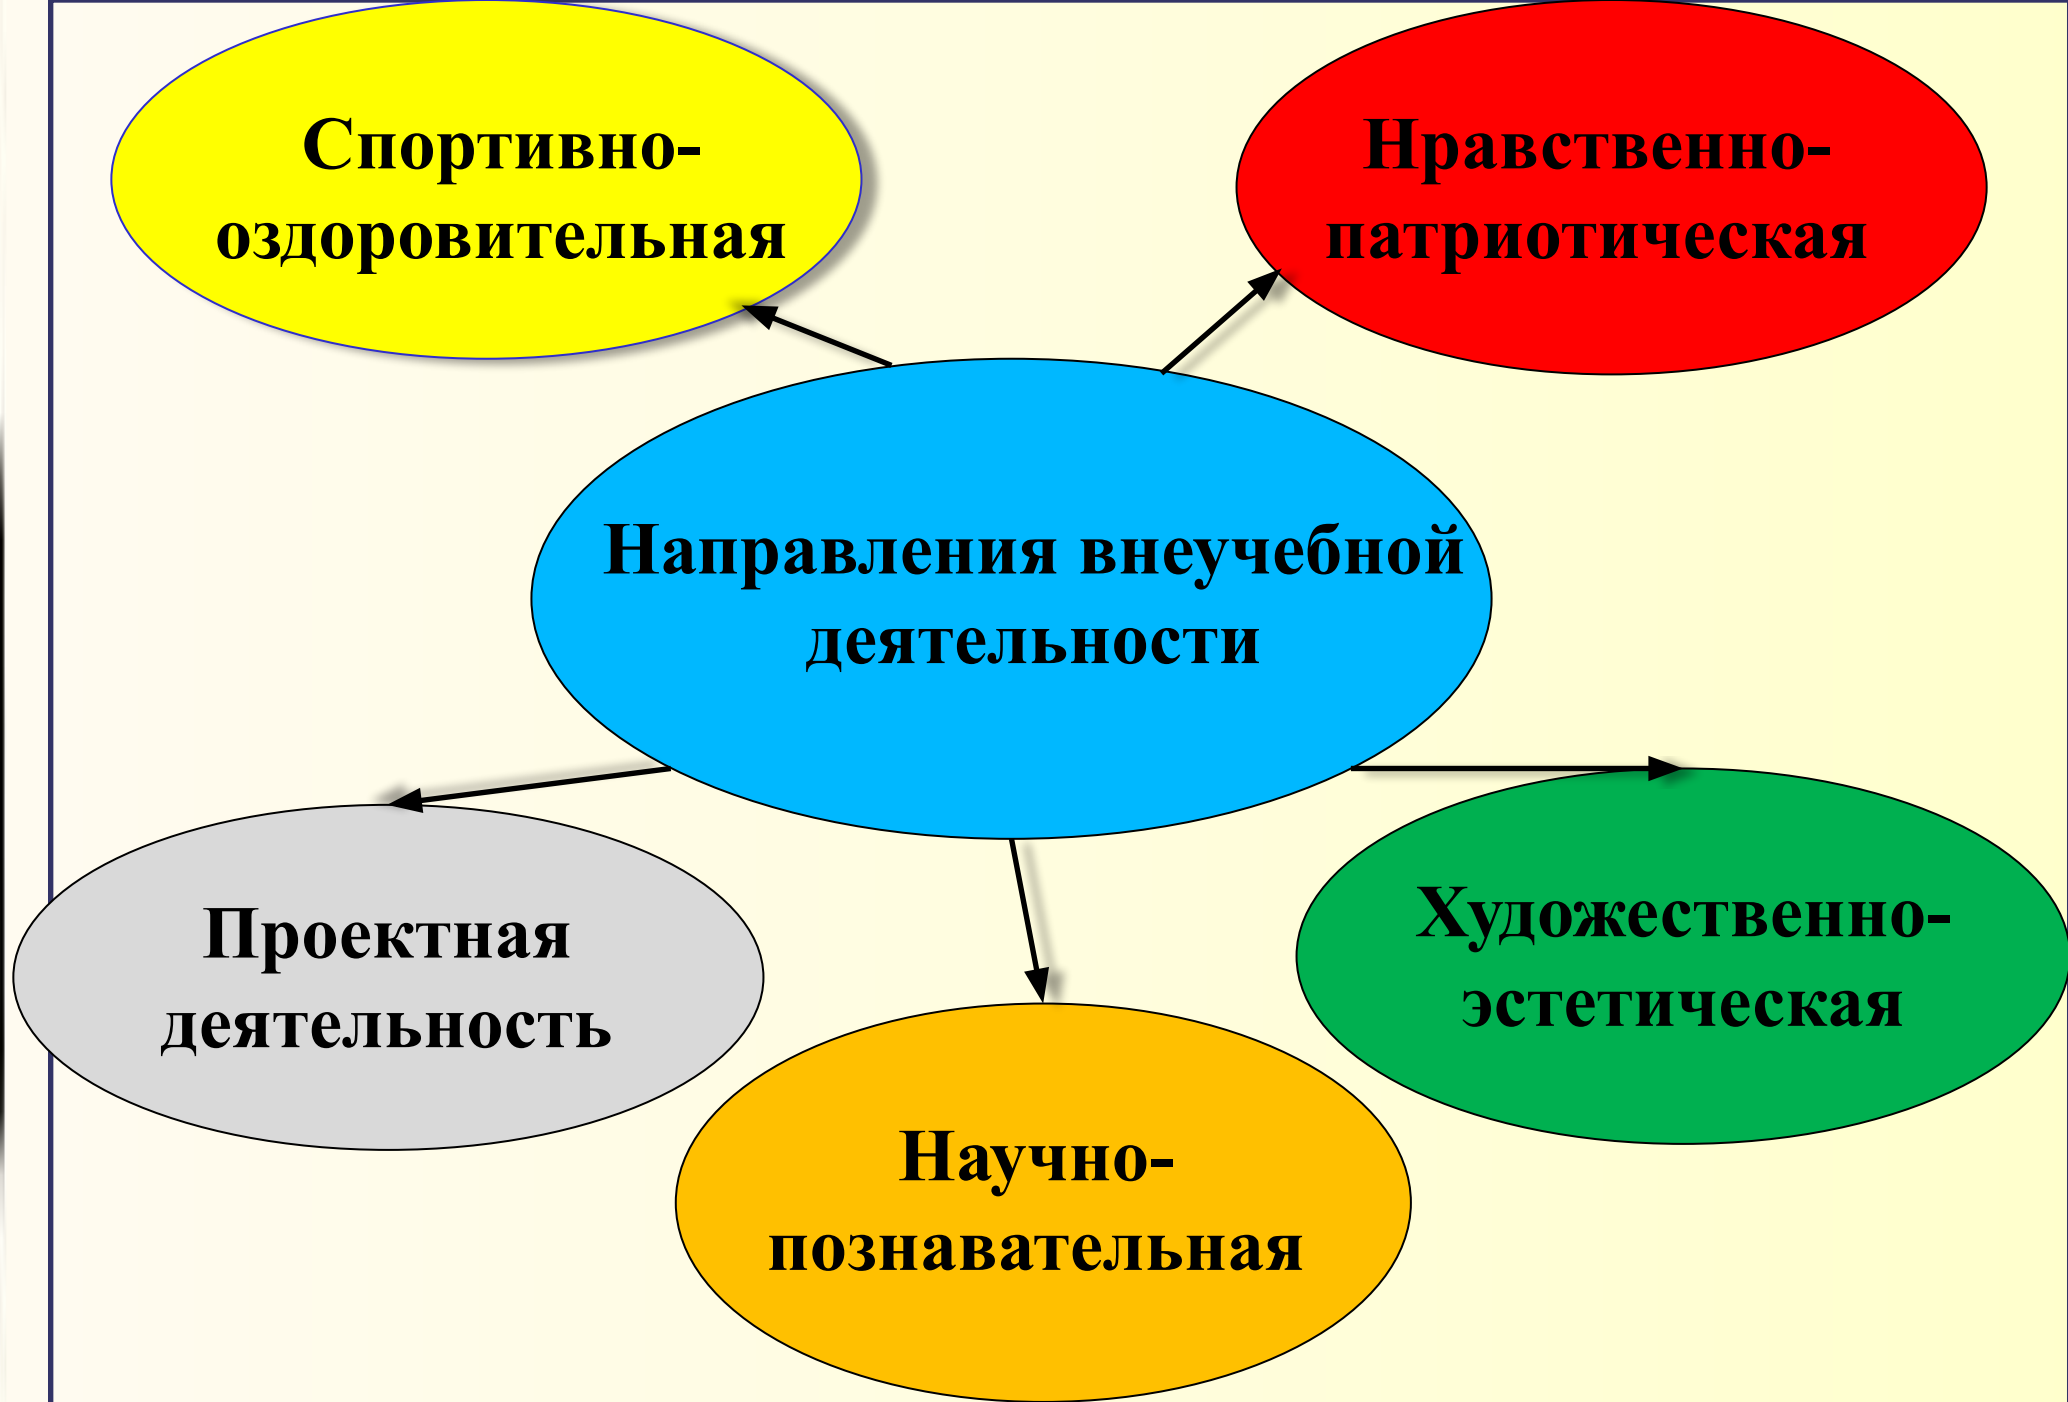 Спортивно-
оздоровительная
Нравственно-
патриотическая
Направления внеучебной
деятельности
Проектная
деятельность
Художественно-
эстетическая
Научно-
познавательная